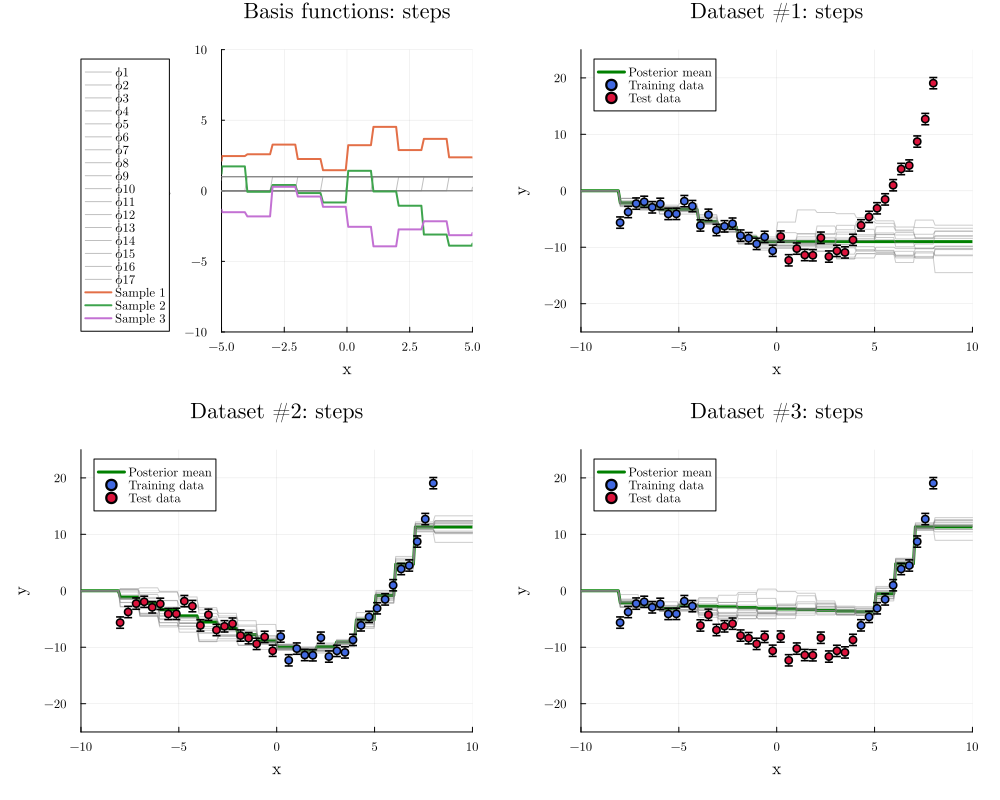 Basis functions: steps
ϕ1
ϕ2
ϕ3
ϕ4
ϕ5
ϕ6
ϕ7
ϕ8
ϕ9
ϕ10
ϕ11
ϕ12
ϕ13
ϕ14
ϕ15
ϕ16
ϕ17
Sample 1
Sample 2
Sample 3
10
5
0
−5
−10
−5.0 −2.5 0.0 2.5 5.0
x
Dataset #1: steps
Posterior mean
Training data
Test data
20
10
0
−10
−20
y
−10 −5 0 5 10
x
Dataset #2: steps
Posterior mean
Training data
Test data
20
10
0
−10
−20
y
−10 −5 0 5 10
x
Dataset #3: steps
Posterior mean
Training data
Test data
20
10
0
−10
−20
y
−10 −5 0 5 10
x